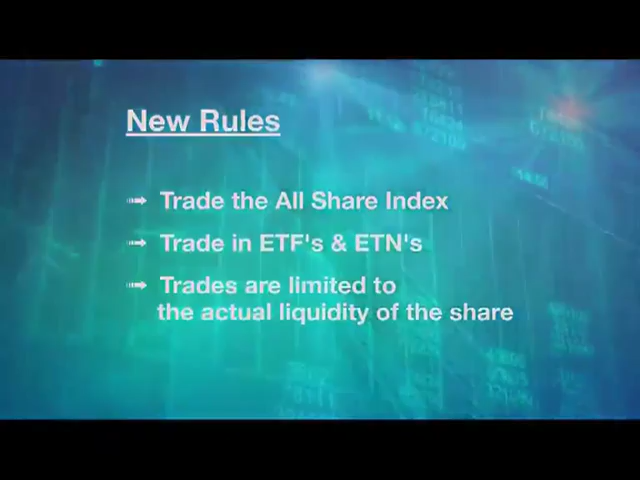 New Rules
➟ Trade the All Share Index
➟ Trade in ETF's & ETN's
➟ Trades are limited to
the actual liquidity of the share